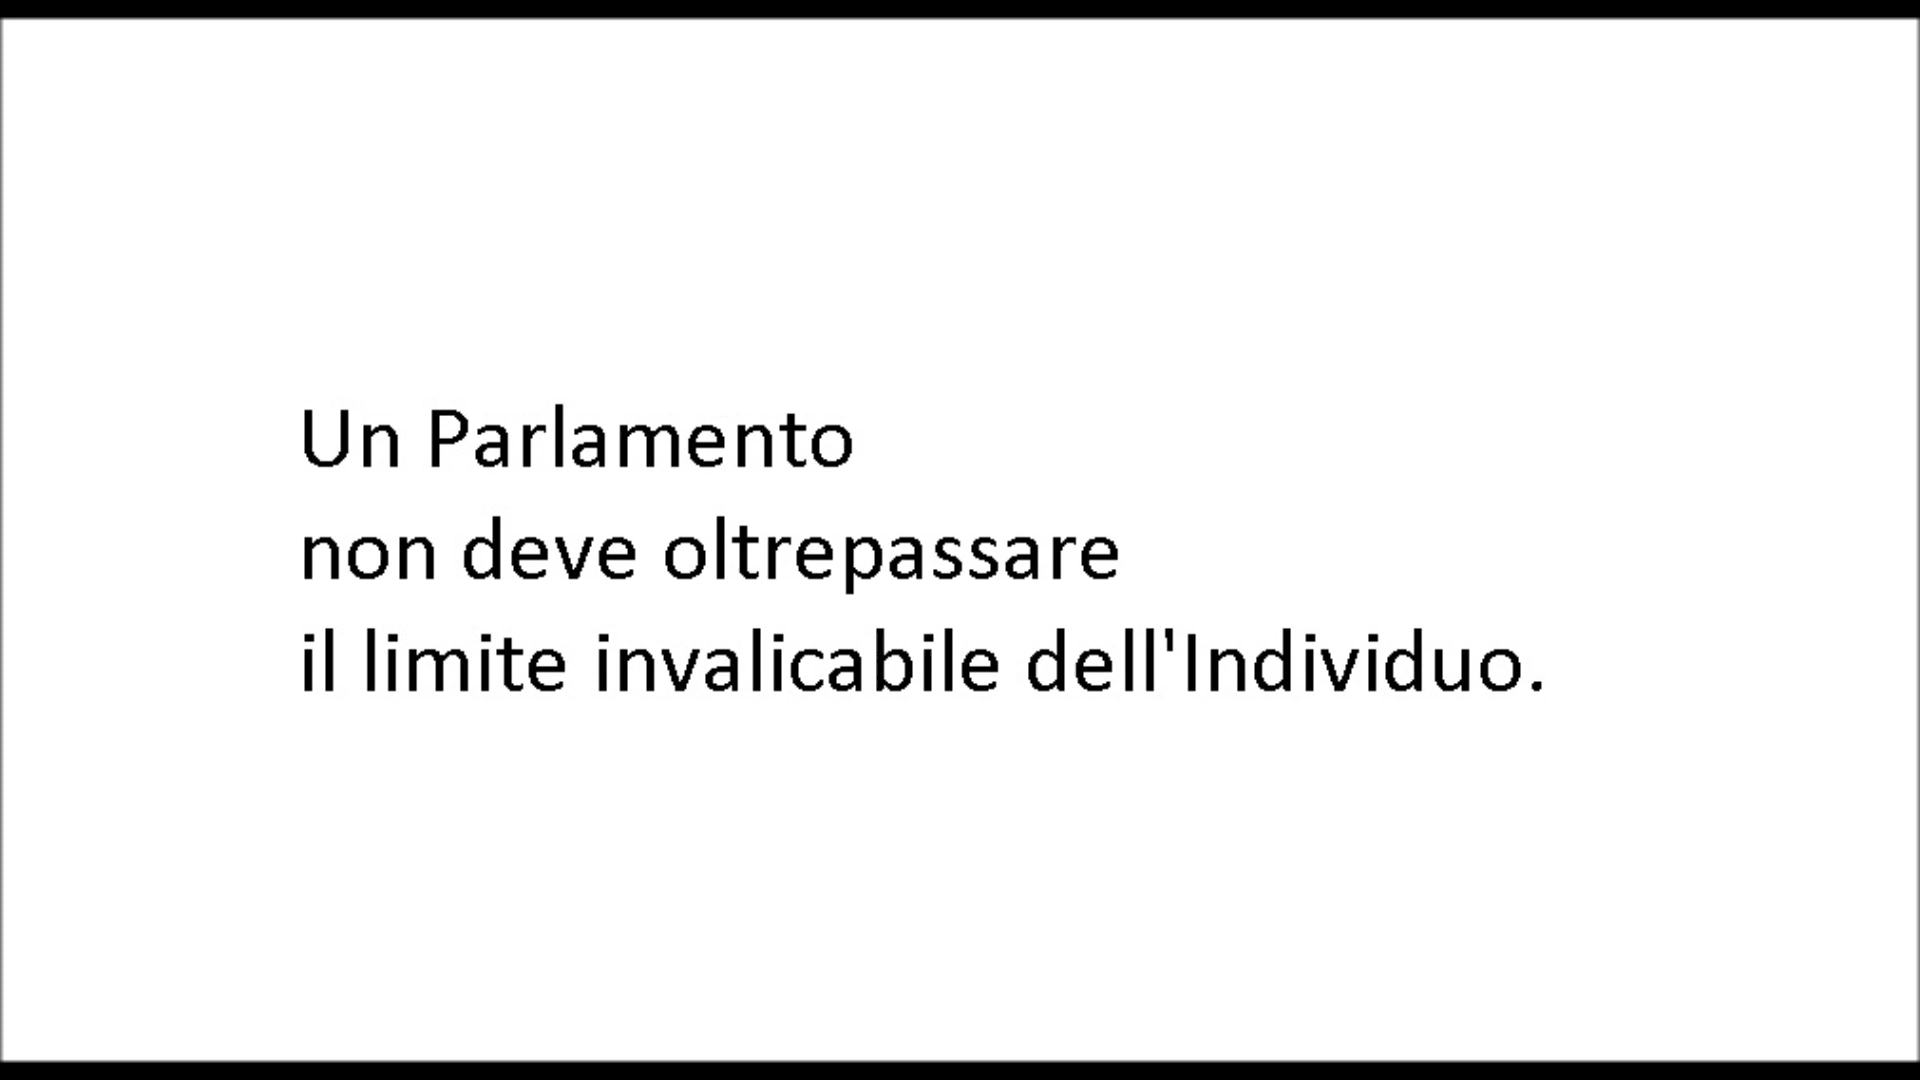 Un Parlamento
non deve oltrepassare
il limite invalicabile dell'Individuo.